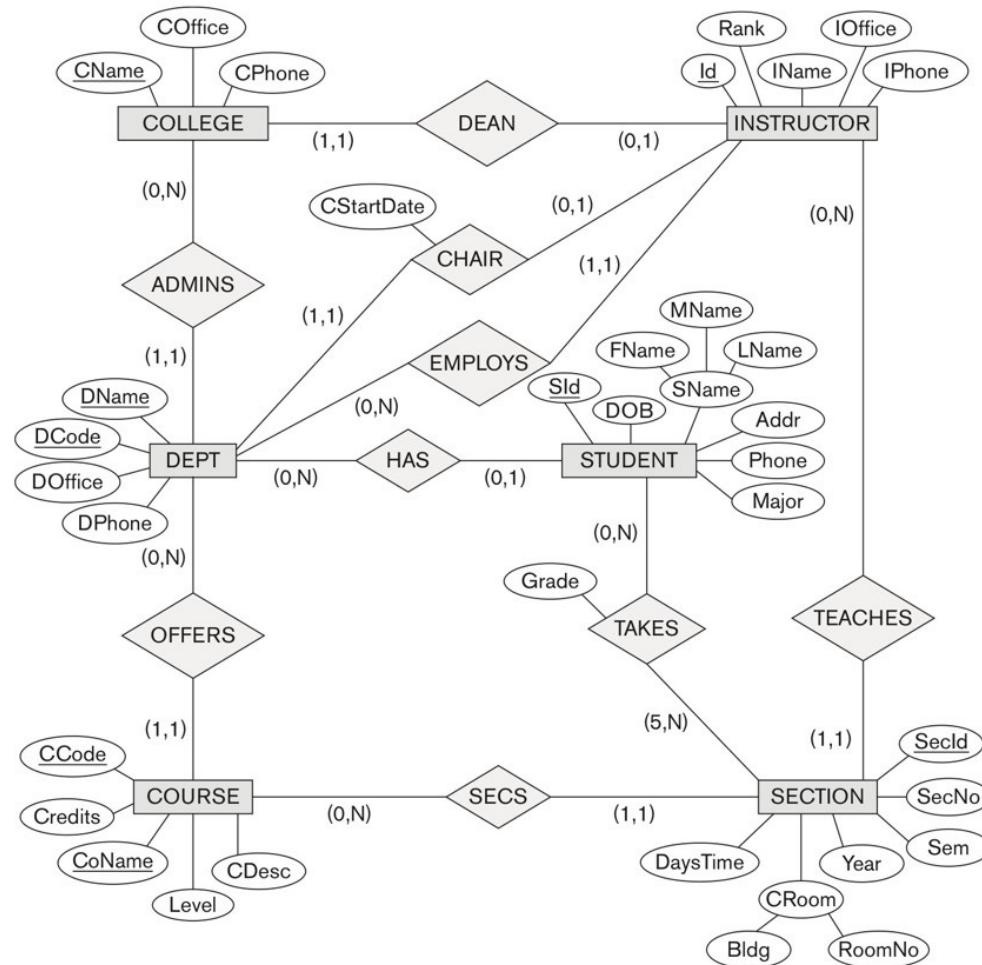 COffice
Rank
IOffice
CName
CPhone
Id
IName
IPhone
COLLEGE
DEAN
INSTRUCTOR
(1,1)
(0,1)
(0,N)
CStartDate
(0,1)
(0,N)
CHAIR
ADMINS
(1,1)
(1,1)
MName
(1,1)
EMPLOYS
FName
LName
DName
(0,N)
SId
SName
DCode
DOB
Addr
DEPT
HAS
STUDENT
Phone
DOffice
(0,N)
(0,1)
Major
DPhone
(0,N)
(0,N)
Grade
OFFERS
TAKES
TEACHES
(1,1)
(5,N)
(1,1)
CCode
SecId
COURSE
SECS
SECTION
SecNo
Credits
(0,N)
(1,1)
CoName
CDesc
DaysTime
Year
Sem
Level
CRoom
Bldg
RoomNo